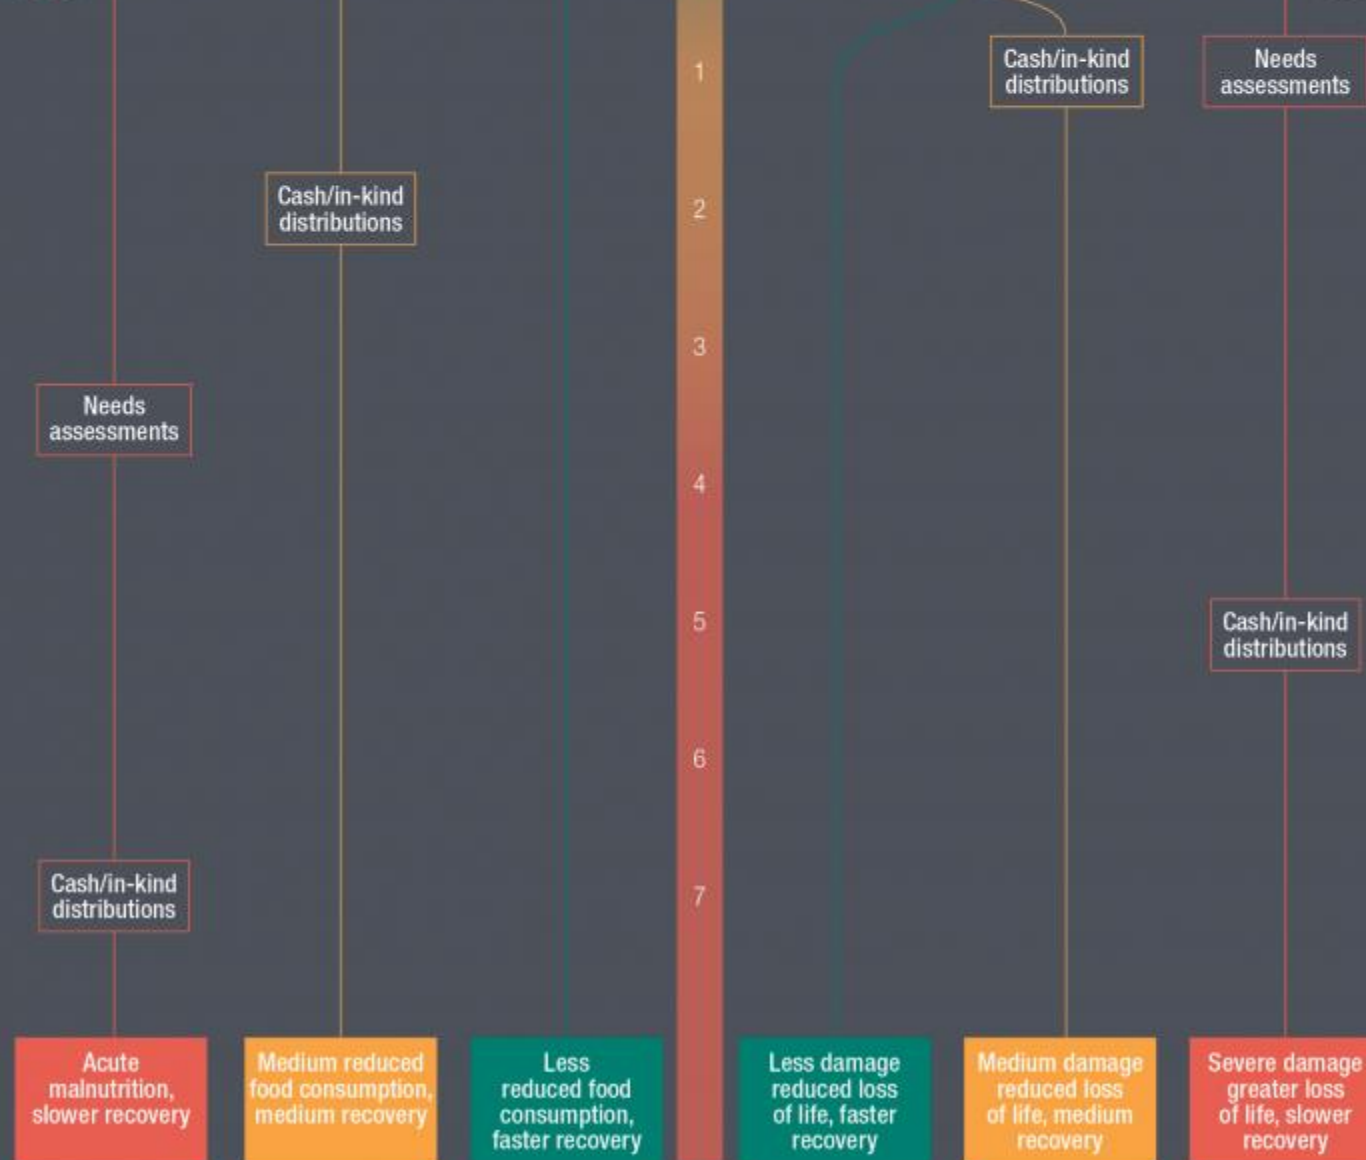 1
Cash/in-kind
distributions
Needs
assessments
Cash/in-kind
distributions
2
3
Needs
assessments
4
5
Cash/in-kind
distributions
6
Cash/in-kind
distributions
7
Acute
malnutrition,
slower recovery
Medium reduced
food consumption,
medium recovery
Less
reduced food
consumption,
faster recovery
Less damage
reduced loss
of life, faster
recovery
Medium damage
reduced loss
of life, medium
recovery
Severe damage
greater loss
of life, slower
recovery